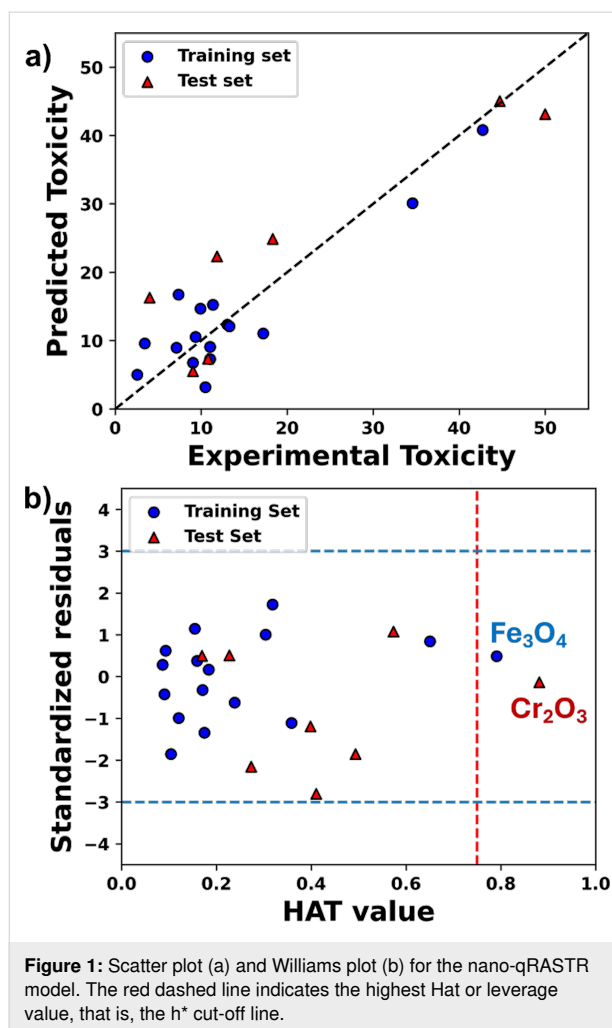 a)
Training set
Test set
50
40
30
20
10
0
Predicted Toxicity
0 10 20 30 40 50
Experimental Toxicity
b)
Training Set
Test Set
4
3
2
1
0
−1
−2
−3
−4
Standardized residuals
Fe₃O₄
Cr₂O₃
0.0 0.2 0.4 0.6 0.8 1.0
HAT value
Figure 1: Scatter plot (a) and Williams plot (b) for the nano-qRASTR
model. The red dashed line indicates the highest Hat or leverage
value, that is, the h* cut-off line.